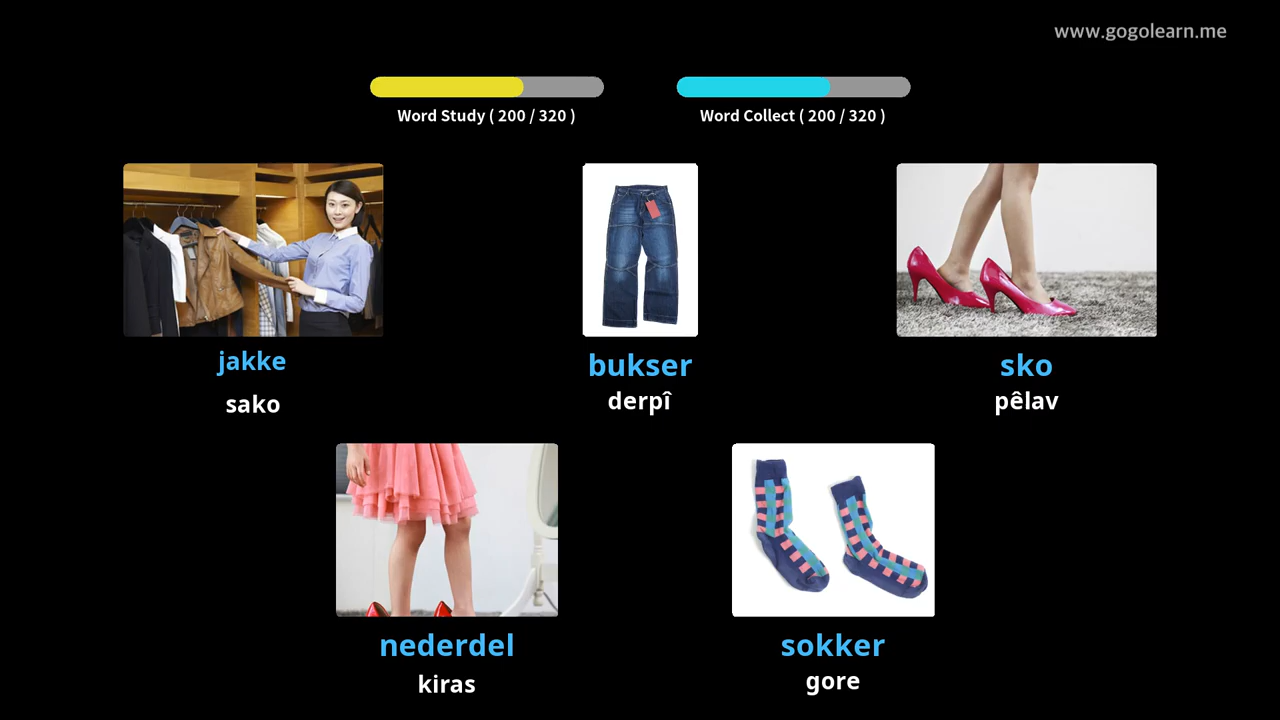 www.gogolearn.me
Word Study ( 200 / 320 )
Word Collect ( 200 / 320 )
jakke
sako
bukser
derpî
sko
pêlav
nederdel
kiras
sokker
gore